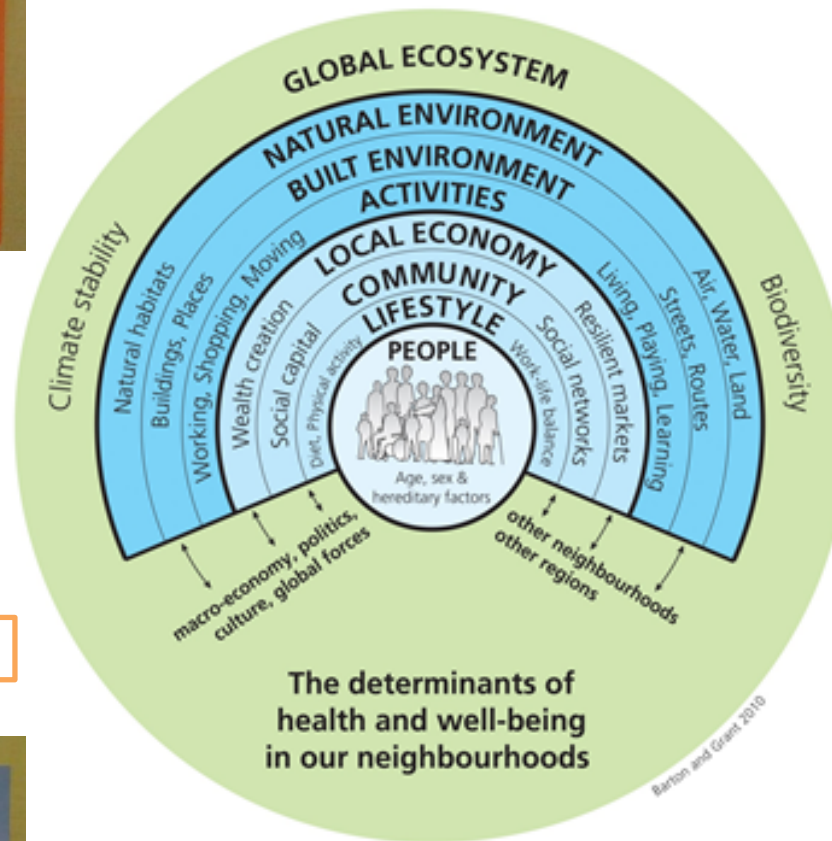 GLOBAL ECOSYSTEM
NATURAL ENVIRONMENT
BUILT ENVIRONMENT
ACTIVITIES
LOCAL ECONOMY
COMMUNITY
LIFESTYLE
PEOPLE
Age, sex &
hereditary factors
Climate stability
Natural habitats
Buildings, Places
Working, Shopping, Moving
Wealth creation
Social capital
Diet, Physical activity
Work-life balance
Social networks
Resilient markets
Living, Playing, Learning
Streets, Routes
Air, Water, Land
Biodiversity
macro-economy, politics,
culture, global forces
other neighbourhoods
other regions
The determinants of
health and well-being
in our neighbourhoods
Barton and Grant 2010